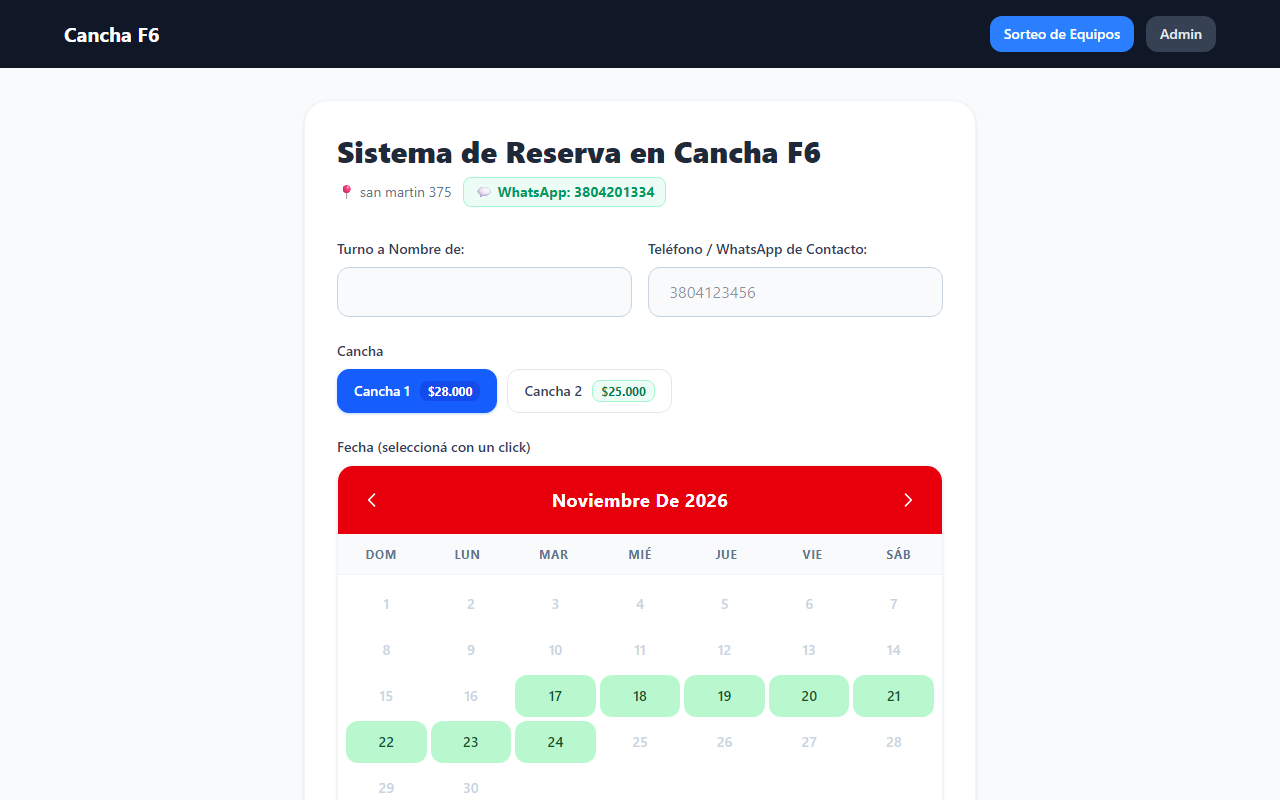 Cancha F6
Sorteo de Equipos
Admin
Sistema de Reserva en Cancha F6
san martin 375
WhatsApp: 3804201334
Turno a Nombre de:
Teléfono / WhatsApp de Contacto:
3804123456
Cancha
Cancha 1 $28.000
Cancha 2 $25.000
Fecha (seleccioná con un click)
Noviembre De 2026
DOM LUN MAR MIÉ JUE VIE SÁB
1 2 3 4 5 6 7
8 9 10 11 12 13 14
15 16 17 18 19 20 21
22 23 24 25 26 27 28
29 30